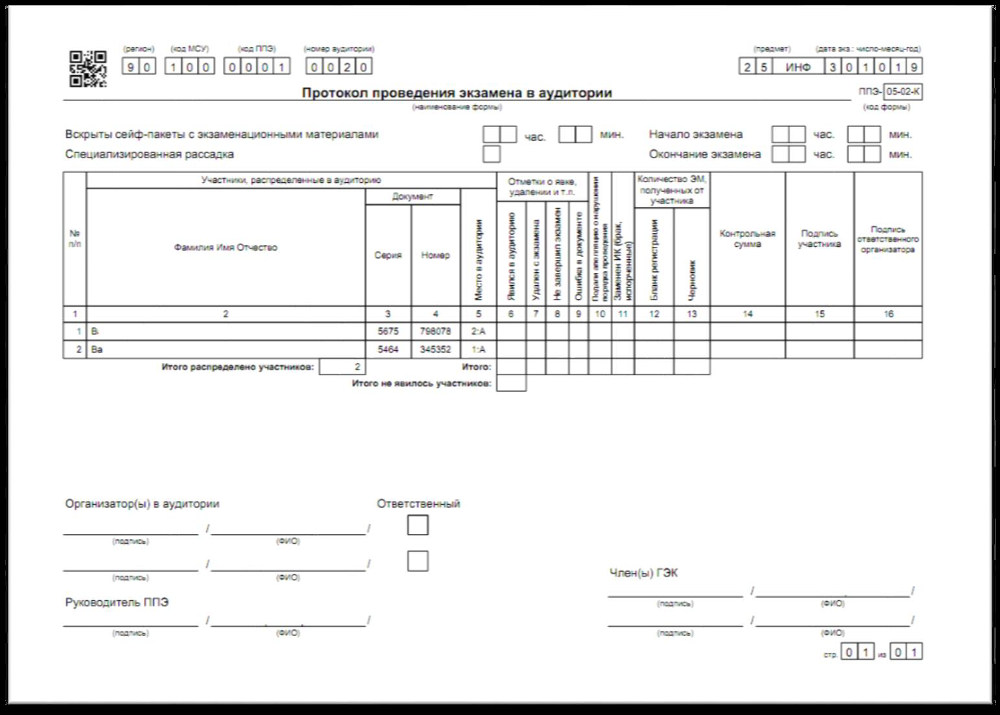 (регион) (код МСУ) (код ППЭ) (номер аудитории) (предмет) (дата экз.: число-месяц-год)
90 100 0001 0020 25 ИНФ 301019
Протокол проведения экзамена в аудитории ППЭ- 05-02-К
(наименование формы) (код формы)
Вскрыты сейф-пакеты с экзаменационными материалами час. мин. Начало экзамена час. мин.
Специализированная рассадка Окончание экзамена час. мин.
№ п/п
Участники, распределенные в аудиторию
Фамилия Имя Отчество
Документ
Серия
Номер
Место в аудитории
Отметки о явке, удалении и т.п.
Явился в аудиторию
Удален с экзамена
Не завершил экзамен
Ошибка в документе
Подали апелляцию о нарушении порядка проведения
Заменен ИК (брак, испорченные)
Количество ЭМ, полученных от участника
Бланк регистрации
Черновик
Контрольная сумма
Подпись участника
Подпись ответственного организатора
1 2 3 4 5 6 7 8 9 10 11 12 13 14 15 16
1 В 5675 798078 2:А
2 Ва 5464 345352 1:А
Итого распределено участников: 2 Итого:
Итого не явилось участников:
Организатор(ы) в аудитории Ответственный
/ /
(подпись) (ФИО)
/ /
(подпись) (ФИО)
Член(ы) ГЭК
/ /
(подпись) (ФИО)
Руководитель ППЭ
/ / / /
(подпись) (ФИО) (подпись) (ФИО)
стр. 01 из 01